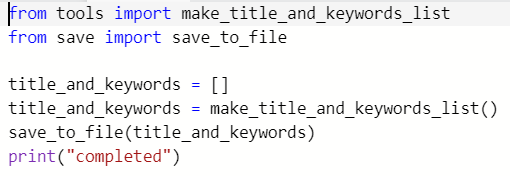 from tools import make_title_and_keywords_list
from save import save_to_file

title_and_keywords = []
title_and_keywords = make_title_and_keywords_list()
save_to_file(title_and_keywords)
print("completed")